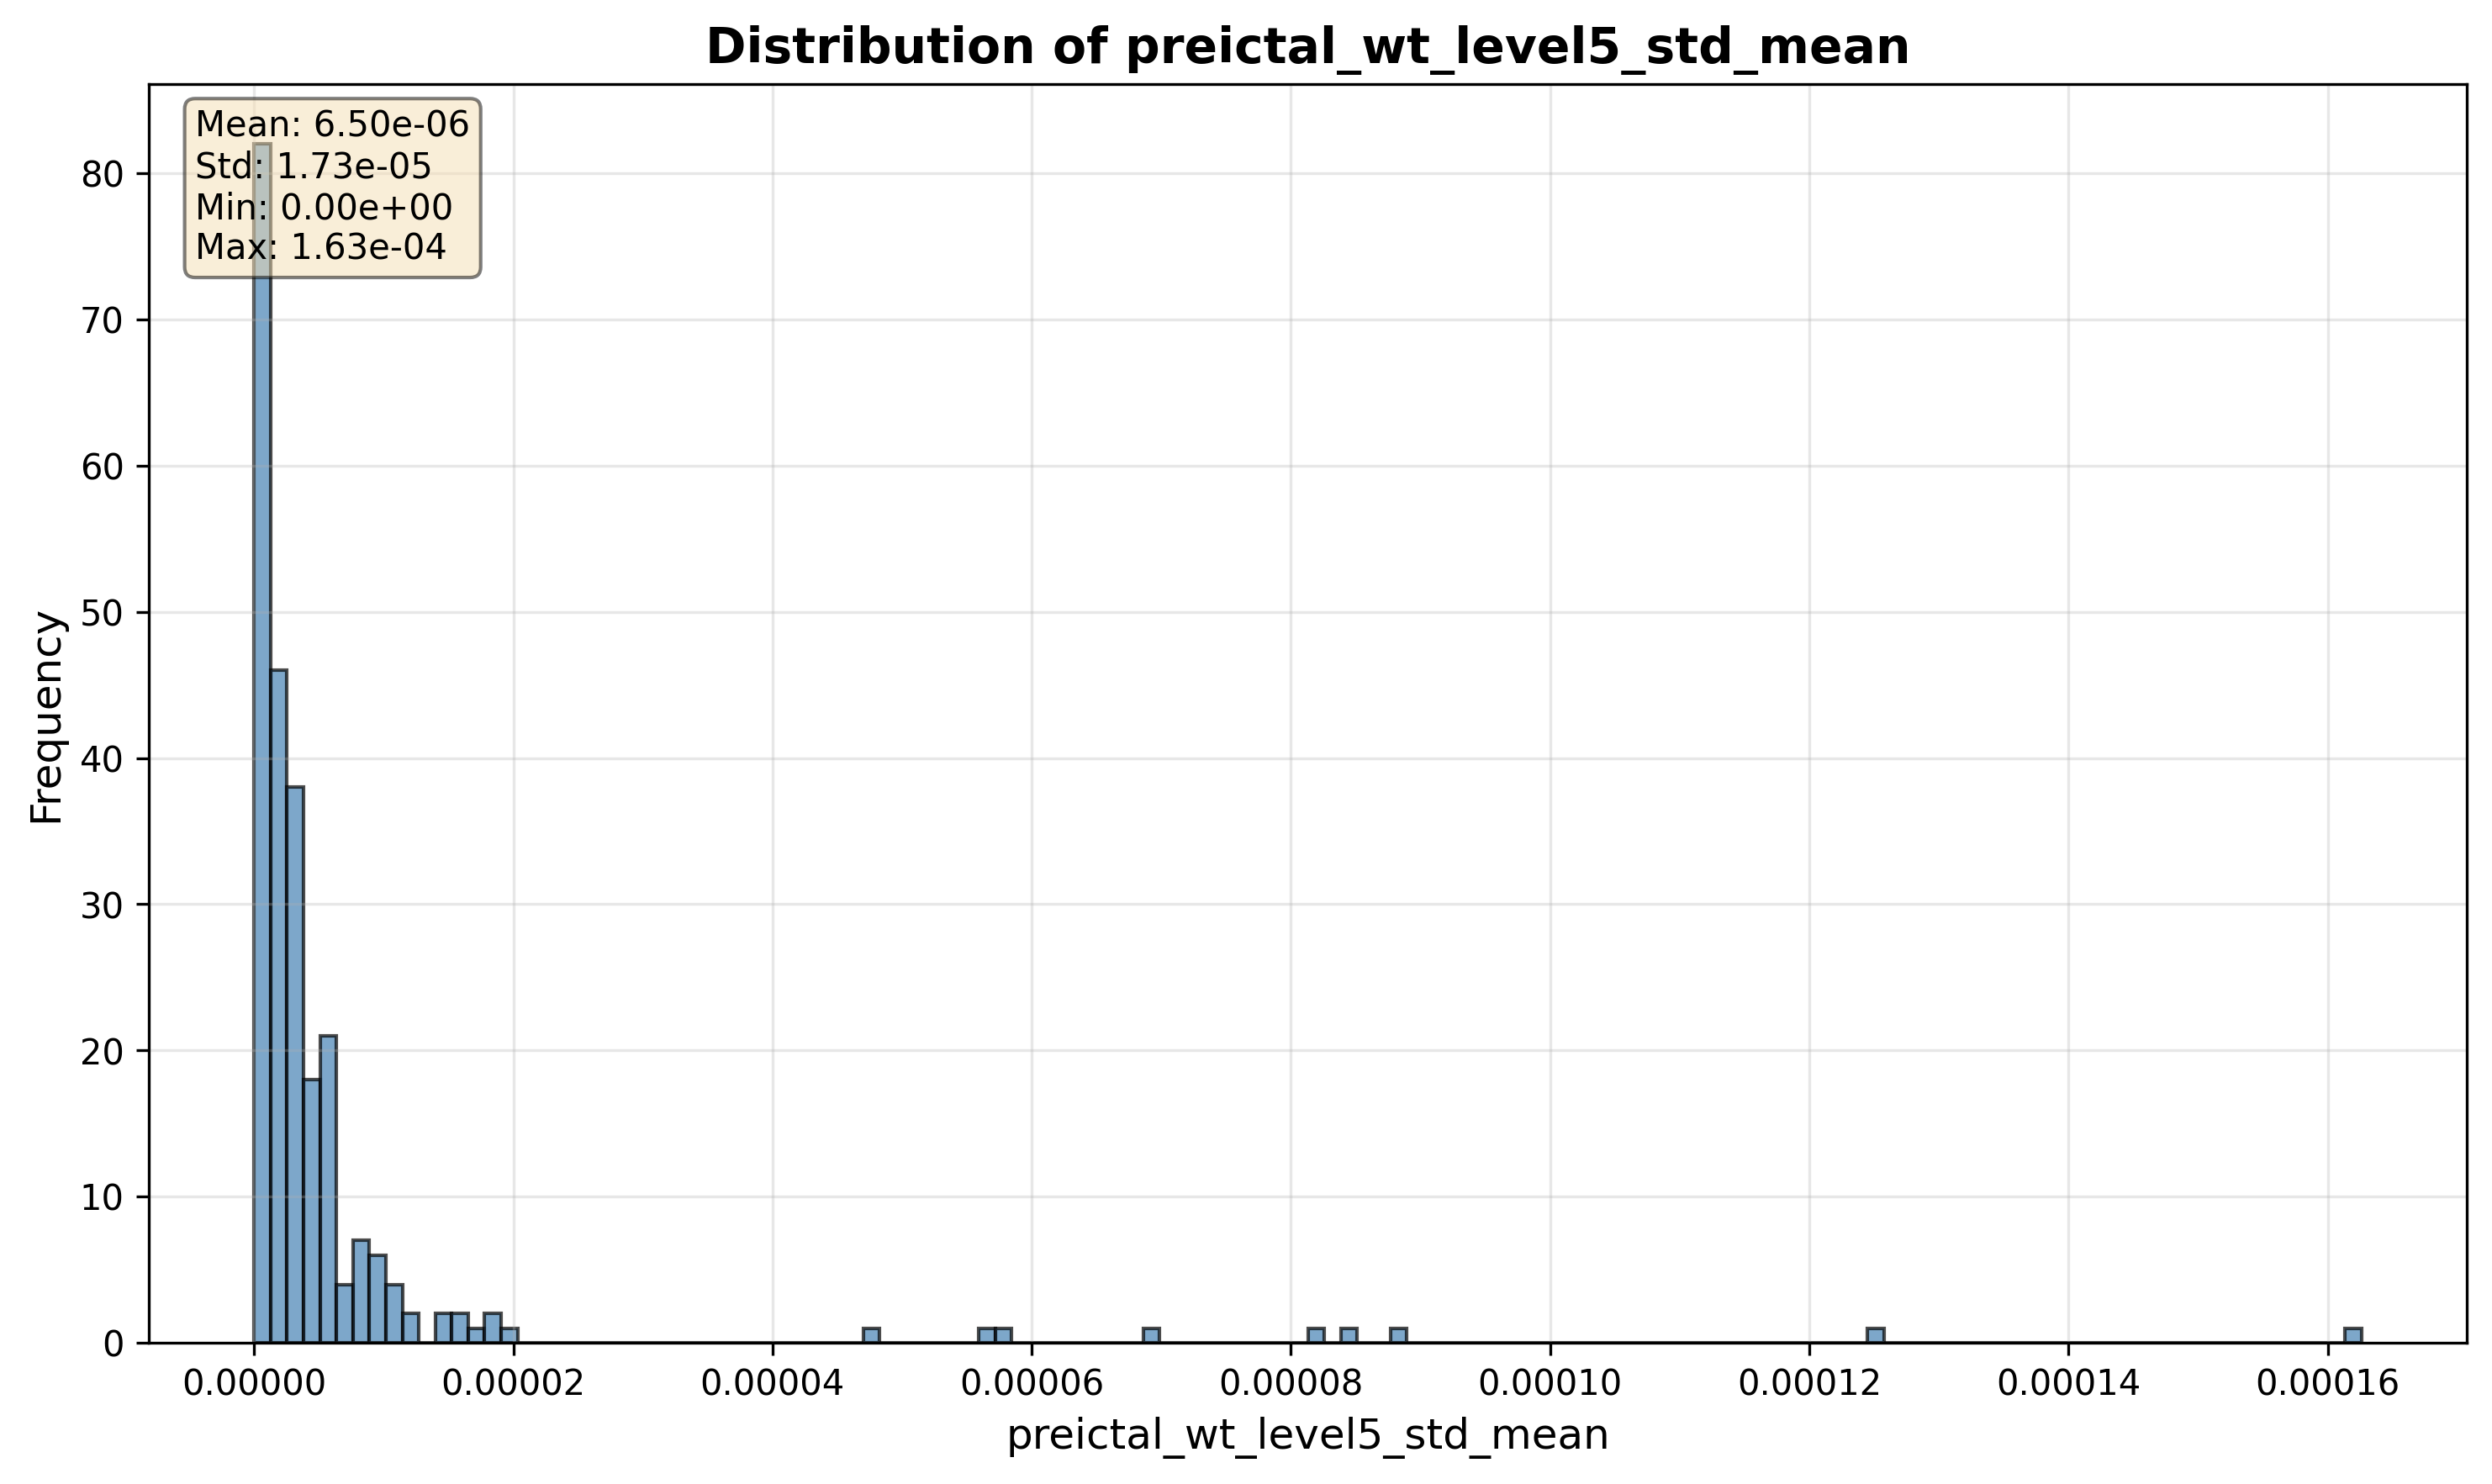 Distribution of preictal_wt_level5_std_mean
Mean: 6.50e-06
Std: 1.73e-05
Min: 0.00e+00
Max: 1.63e-04
Frequency
80
70
60
50
40
30
20
10
0
0.00000 0.00002 0.00004 0.00006 0.00008 0.00010 0.00012 0.00014 0.00016
preictal_wt_level5_std_mean